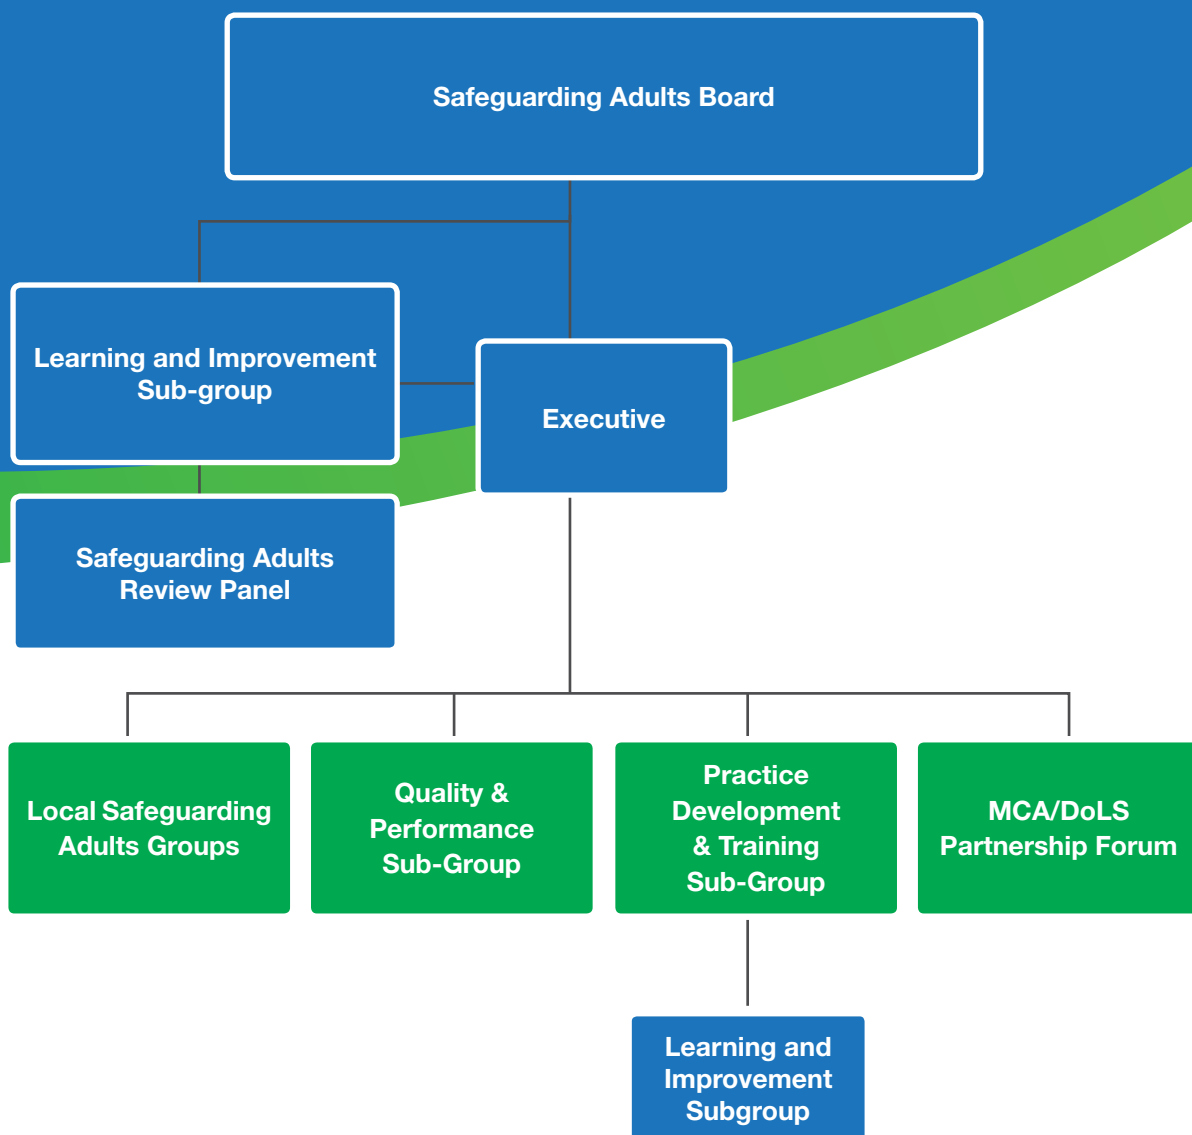 Safeguarding Adults Board
Learning and Improvement
Sub-group
Executive
Safeguarding Adults
Review Panel
Local Safeguarding
Adults Groups
Quality &
Performance
Sub-Group
Practice
Development
& Training
Sub-Group
MCA/DoLS
Partnership Forum
Learning and
Improvement
Subgroup